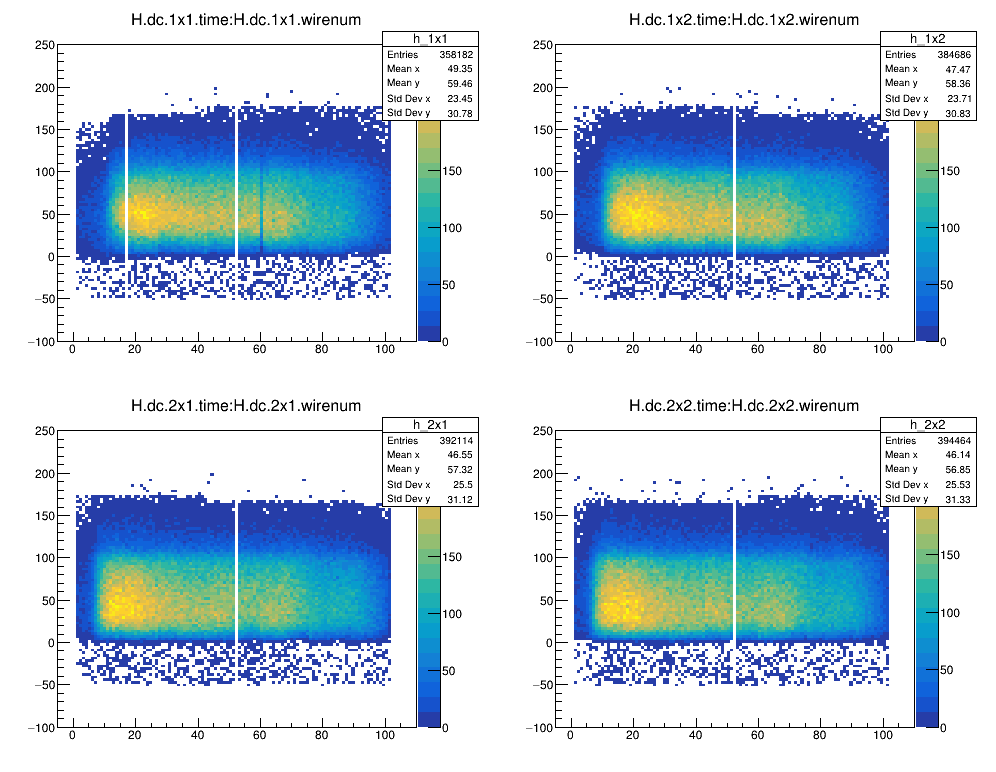 H.dc.1x1.time:H.dc.1x1.wirenum
h_1x1
Entries 358182
Mean x 49.35
Mean y 59.46
Std Dev x 23.45
Std Dev y 30.78
250
200
150
100
50
0
−50
−100
0 20 40 60 80 100
150
100
50
0
H.dc.1x2.time:H.dc.1x2.wirenum
h_1x2
Entries 384686
Mean x 47.47
Mean y 58.36
Std Dev x 23.71
Std Dev y 30.83
250
200
150
100
50
0
−50
−100
0 20 40 60 80 100
150
100
50
0
H.dc.2x1.time:H.dc.2x1.wirenum
h_2x1
Entries 392114
Mean x 46.55
Mean y 57.32
Std Dev x 25.5
Std Dev y 31.12
250
200
150
100
50
0
−50
−100
0 20 40 60 80 100
150
100
50
0
H.dc.2x2.time:H.dc.2x2.wirenum
h_2x2
Entries 394464
Mean x 46.14
Mean y 56.85
Std Dev x 25.53
Std Dev y 31.33
250
200
150
100
50
0
−50
−100
0 20 40 60 80 100
150
100
50
0